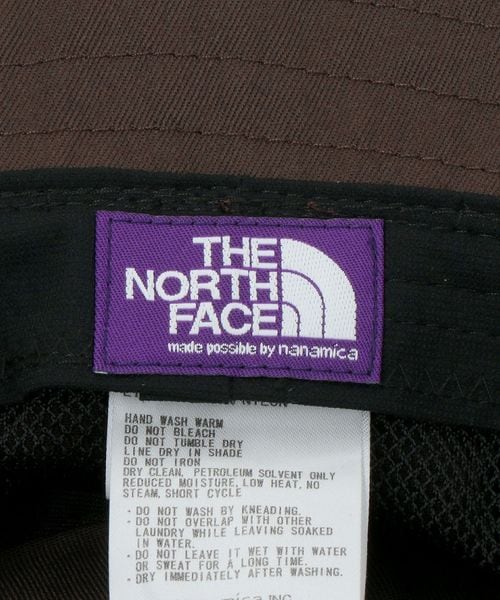 THE
NORTH
FACE
made possible by nanamica
NYLON
HAND WASH WARM
DO NOT BLEACH
DO NOT TUMBLE DRY
LINE DRY IN SHADE
DO NOT IRON
DRY CLEAN, PETROLEUM SOLVENT ONLY
REDUCED MOISTURE, LOW HEAT, NO
STEAM, SHORT CYCLE
・DO NOT WASH BY KNEADING.
・DO NOT OVERLAP WITH OTHER
LAUNDRY WHILE LEAVING SOAKED
IN WATER.
・DO NOT LEAVE IT WET WITH WATER
OR SWEAT FOR A LONG TIME.
・DRY IMMEDIATELY AFTER WASHING.
nanamica INC.